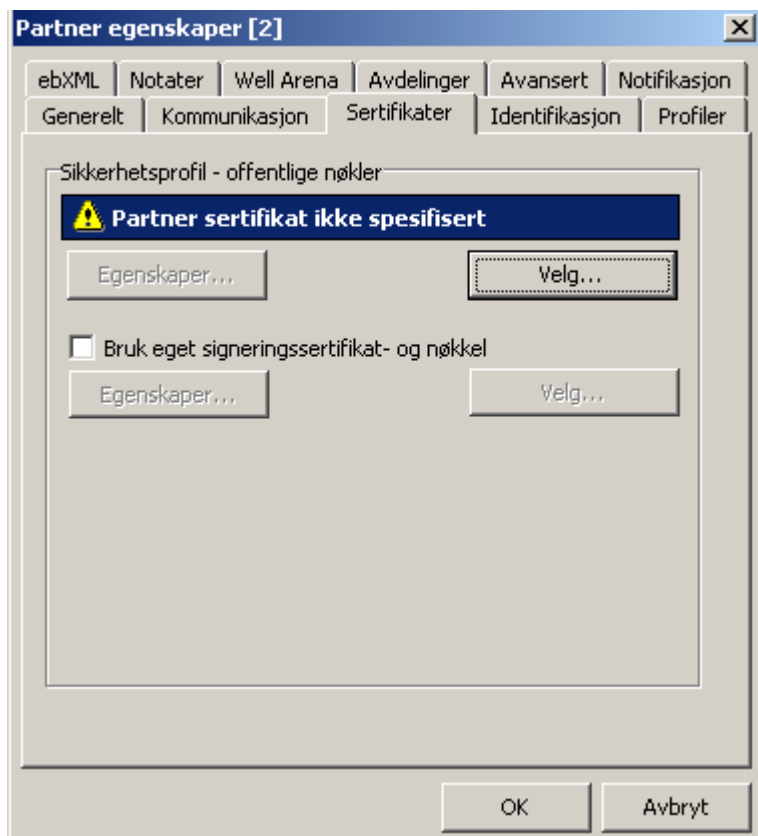 Partner egenskaper [2]
ebXML Notater Well Arena Avdelinger Avansert Notifikasjon
Generelt Kommunikasjon Sertifikater Identifikasjon Profiler
Sikkerhetsprofil - offentlige nøkler
Partner sertifikat ikke spesifisert
Egenskaper... Velg...
Bruk eget signeringssertifikat- og nøkkel
Egenskaper... Velg...
OK Avbryt